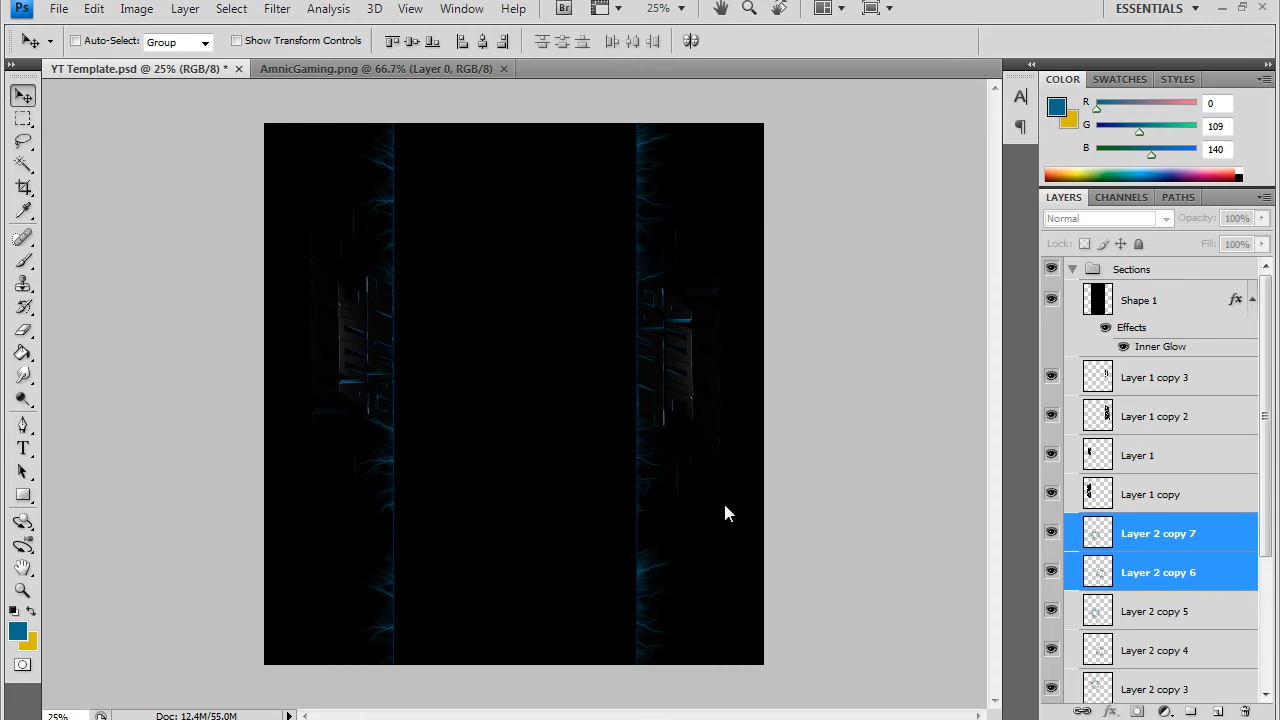 Ps File Edit Image Layer Select Filter Analysis 3D View Window Help Br 25% ESSENTIALS
Auto-Select: Group Show Transform Controls
YT Template.psd @ 25% (RGB/8) * × AmnicGaming.png @ 66.7% (Layer 0, RGB/8) ×
COLOR SWATCHES STYLES
R 0
G 109
B 140
LAYERS CHANNELS PATHS
Normal Opacity: 100%
Lock: Fill: 100%
Sections
Shape 1 fx
Effects
Inner Glow
Layer 1 copy 3
Layer 1 copy 2
Layer 1
Layer 1 copy
Layer 2 copy 7
Layer 2 copy 6
Layer 2 copy 5
Layer 2 copy 4
Layer 2 copy 3
25% Doc: 12.4M/55.0M